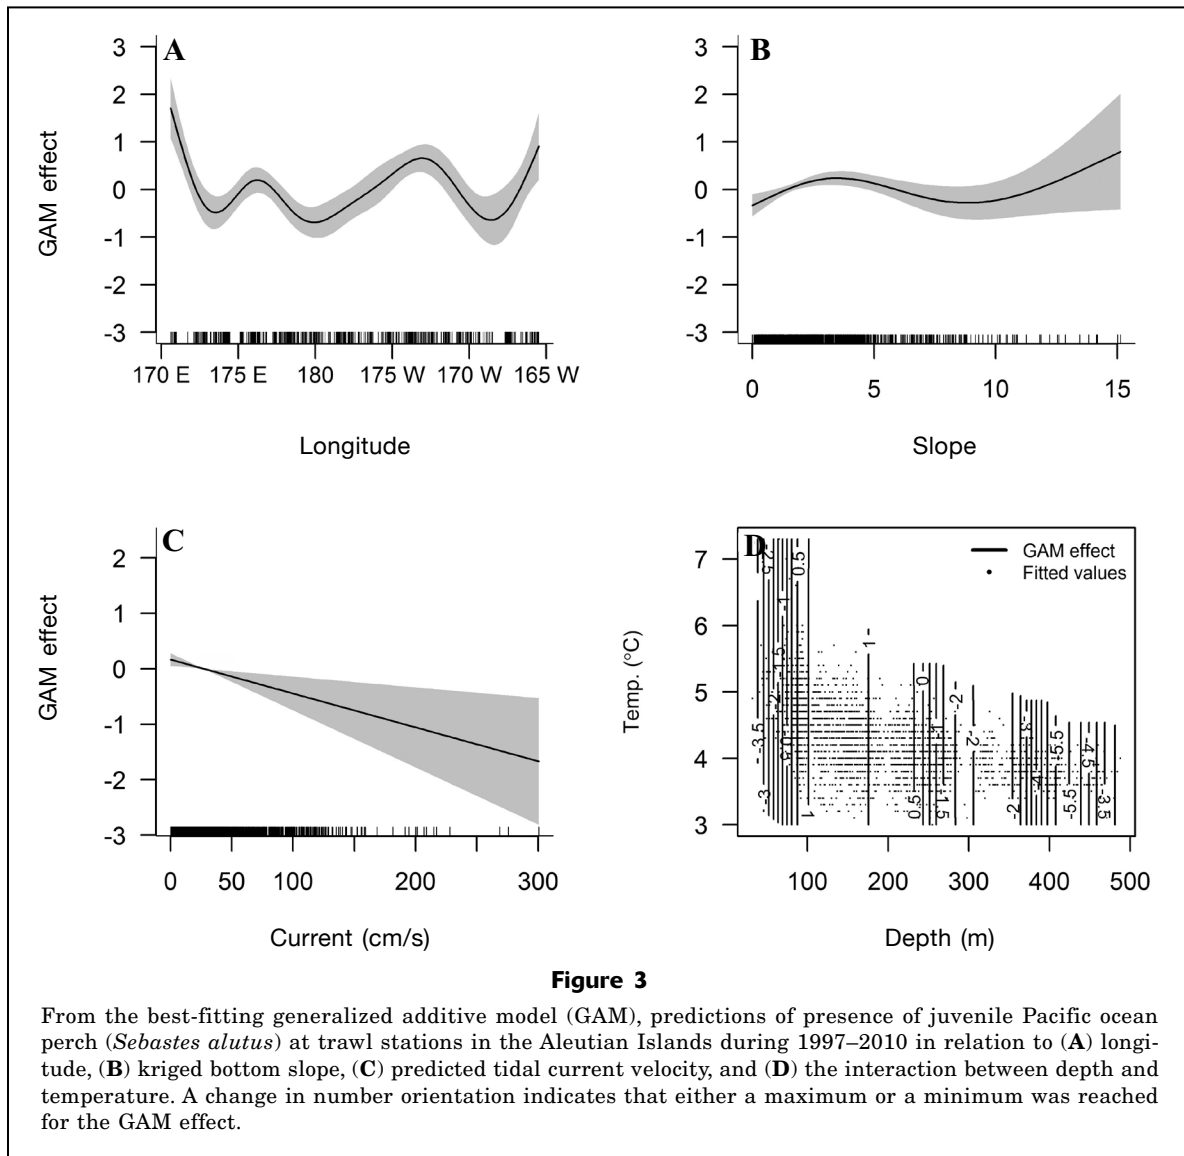 A
3
2
1
0
-1
-2
-3
GAM effect
170 E 175 E 180 175 W 170 W 165 W
Longitude
B
3
2
1
0
-1
-2
-3
0 5 10 15
Slope
C
2
1
0
-1
-2
-3
GAM effect
0 50 100 200 300
Current (cm/s)
D
GAM effect
Fitted values
7
6
5
4
3
Temp. (°C)
100 200 300 400 500
Depth (m)
Figure 3
From the best-fitting generalized additive model (GAM), predictions of presence of juvenile Pacific ocean
perch (Sebastes alutus) at trawl stations in the Aleutian Islands during 1997–2010 in relation to (A) longi-
tude, (B) kriged bottom slope, (C) predicted tidal current velocity, and (D) the interaction between depth and
temperature. A change in number orientation indicates that either a maximum or a minimum was reached
for the GAM effect.